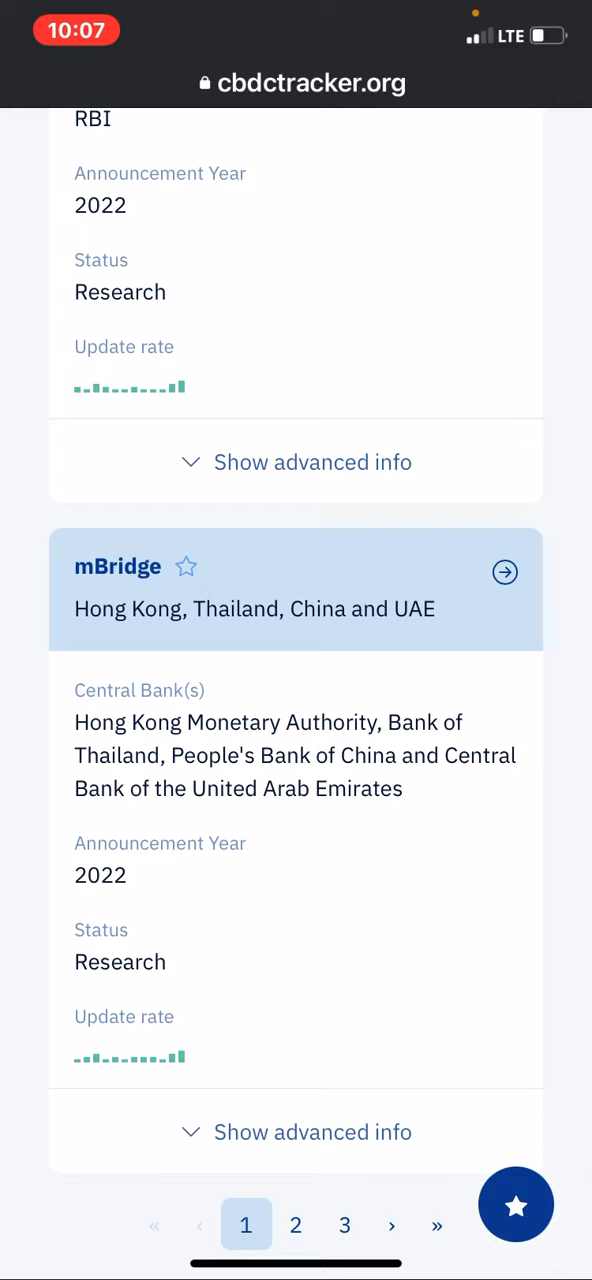 10:07
LTE
cbdctracker.org
RBI
Announcement Year
2022
Status
Research
Update rate
Show advanced info
mBridge
Hong Kong, Thailand, China and UAE
Central Bank(s)
Hong Kong Monetary Authority, Bank of
Thailand, People's Bank of China and Central
Bank of the United Arab Emirates
Announcement Year
2022
Status
Research
Update rate
Show advanced info
« ‹ 1 2 3 › »